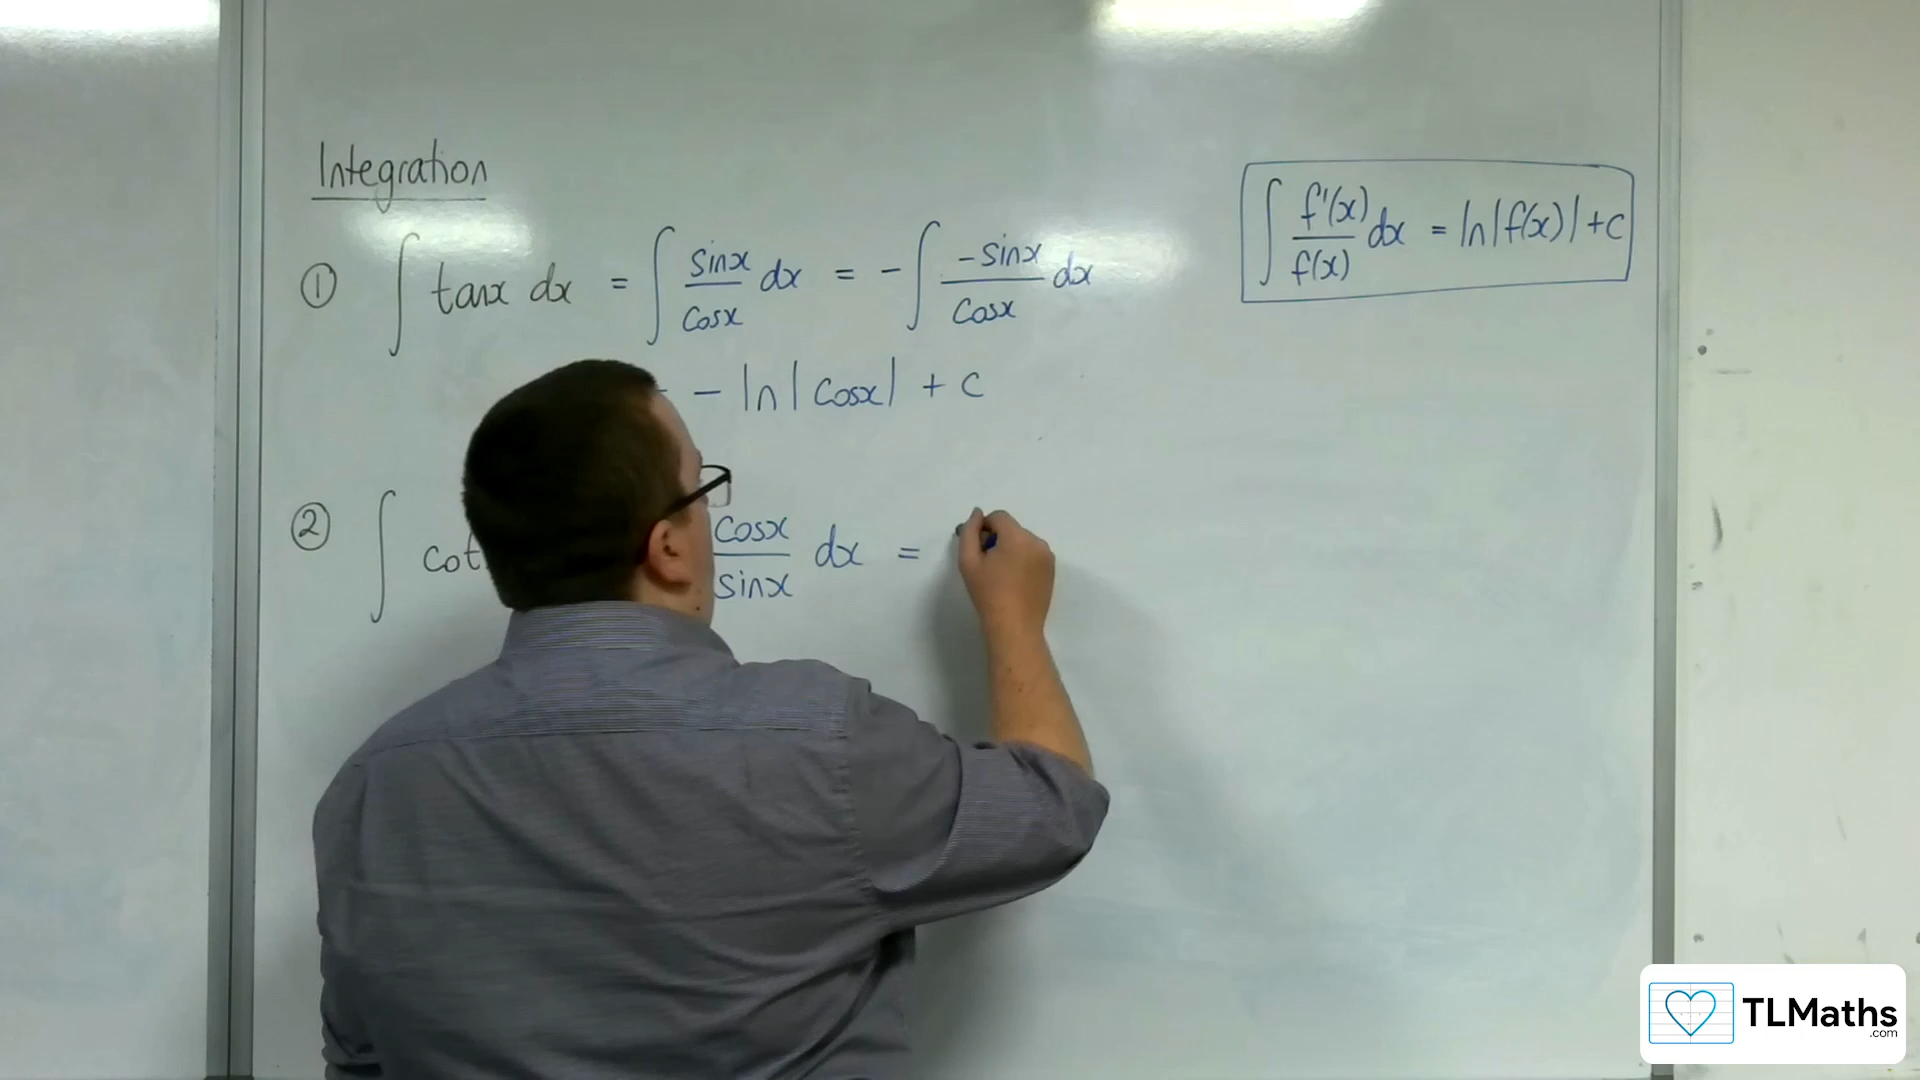 Integration
① ∫ tanx dx = ∫ sinx/cosx dx = - ∫ -sinx/cosx dx
- ln|cosx| + c
② ∫ cot cosx/sinx dx =
∫ f'(x)/f(x) dx = ln|f(x)| + c
TLMaths
.com